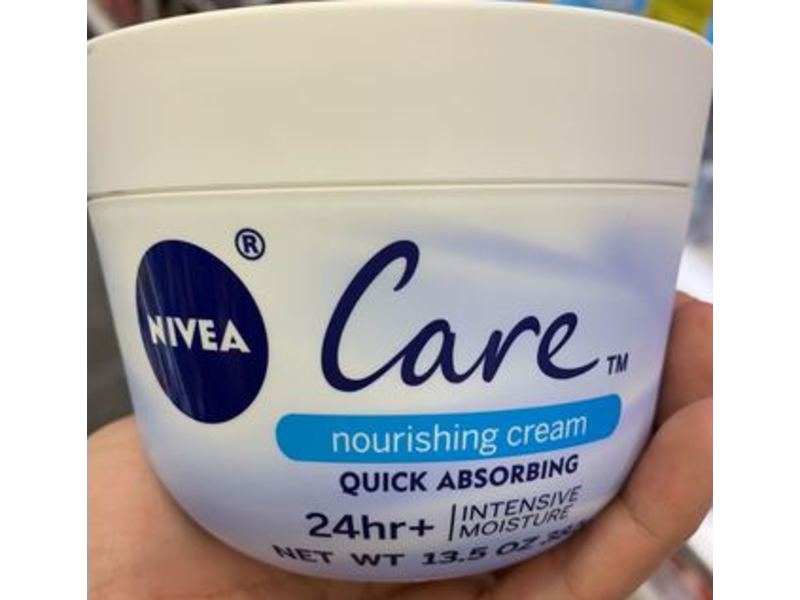 NIVEA ®
Care ™
nourishing cream
QUICK ABSORBING
24hr+ | INTENSIVE
MOISTURE
NET WT 13.5 OZ